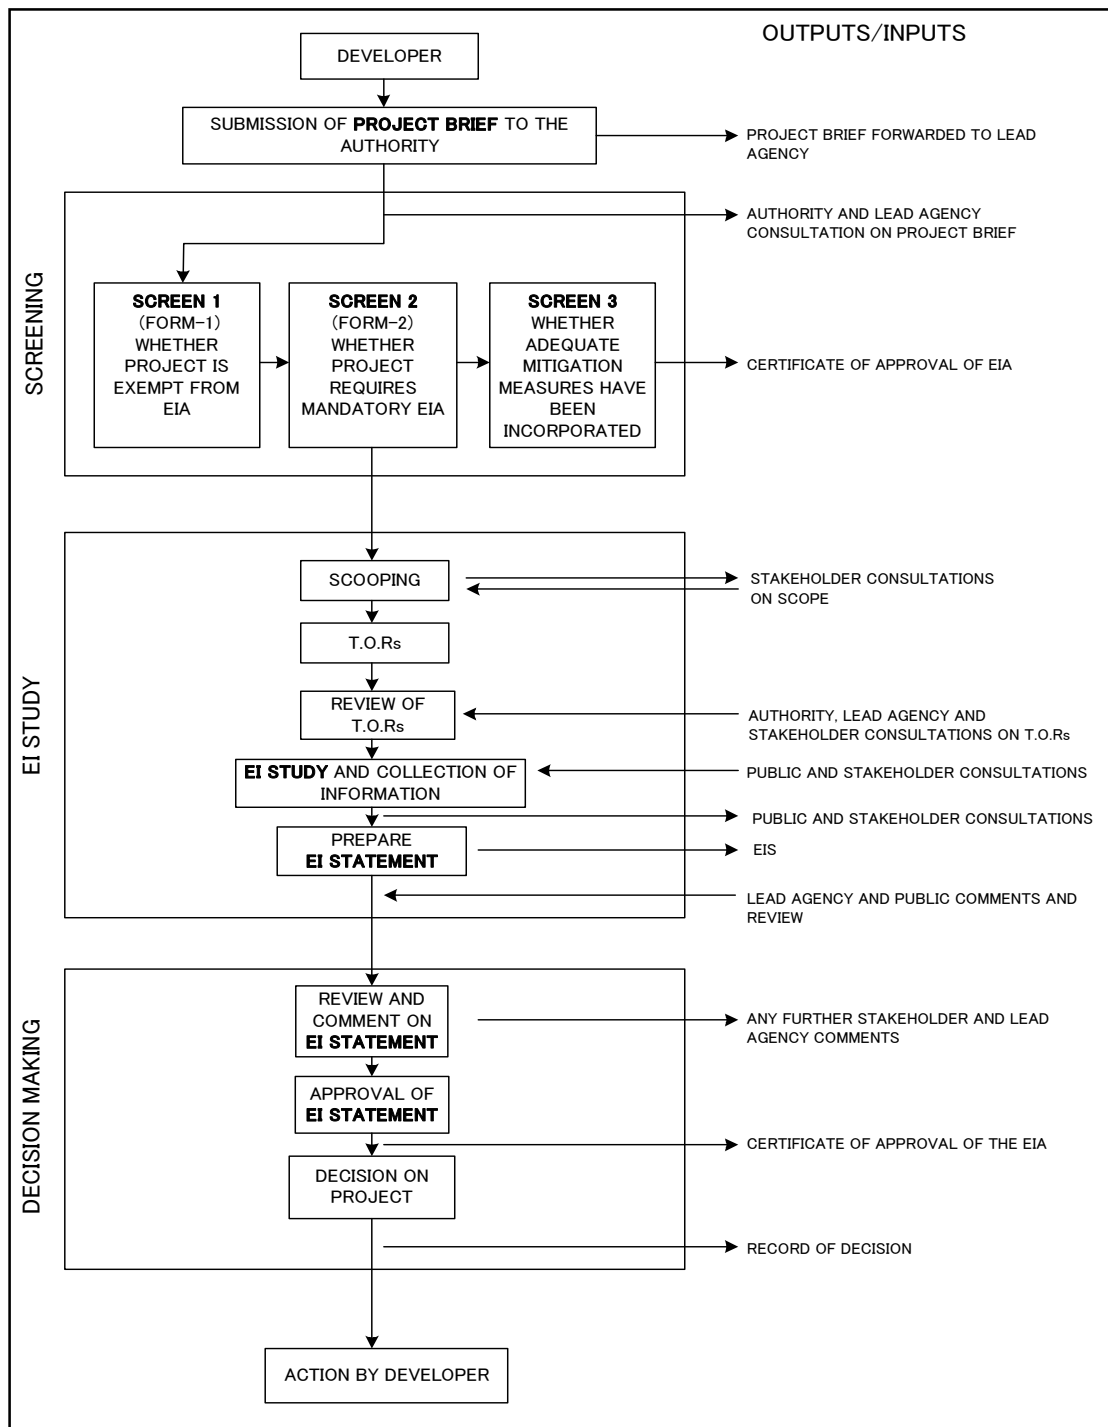 OUTPUTS/INPUTS
DEVELOPER
SUBMISSION OF PROJECT BRIEF TO THE
AUTHORITY
PROJECT BRIEF FORWARDED TO LEAD
AGENCY
SCREENING
AUTHORITY AND LEAD AGENCY
CONSULTATION ON PROJECT BRIEF
SCREEN 1
(FORM-1)
WHETHER
PROJECT IS
EXEMPT FROM
EIA
SCREEN 2
(FORM-2)
WHETHER
PROJECT
REQUIRES
MANDATORY EIA
SCREEN 3
WHETHER
ADEQUATE
MITIGATION
MEASURES HAVE
BEEN
INCORPORATED
CERTIFICATE OF APPROVAL OF EIA
EI STUDY
SCOOPING
STAKEHOLDER CONSULTATIONS
ON SCOPE
T.O.Rs
REVIEW OF
T.O.Rs
AUTHORITY, LEAD AGENCY AND
STAKEHOLDER CONSULTATIONS ON T.O.Rs
EI STUDY AND COLLECTION OF
INFORMATION
PUBLIC AND STAKEHOLDER CONSULTATIONS
PUBLIC AND STAKEHOLDER CONSULTATIONS
PREPARE
EI STATEMENT
EIS
LEAD AGENCY AND PUBLIC COMMENTS AND
REVIEW
DECISION MAKING
REVIEW AND
COMMENT ON
EI STATEMENT
ANY FURTHER STAKEHOLDER AND LEAD
AGENCY COMMENTS
APPROVAL OF
EI STATEMENT
CERTIFICATE OF APPROVAL OF THE EIA
DECISION ON
PROJECT
RECORD OF DECISION
ACTION BY DEVELOPER